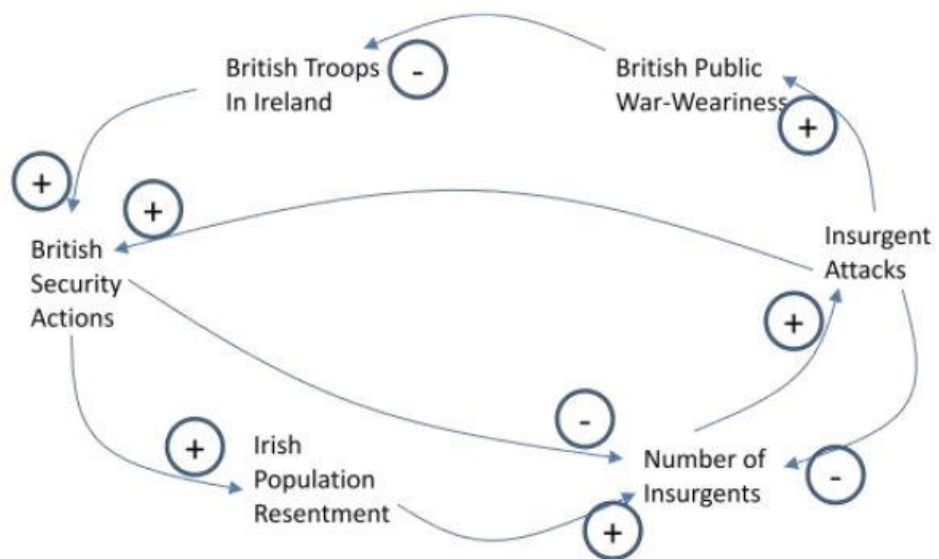 British Troops
In Ireland
-
British Public
War-Weariness
+
+
+
British
Security
Actions
Insurgent
Attacks
+
-
+
Irish
Population
Resentment
Number of
Insurgents
-
+